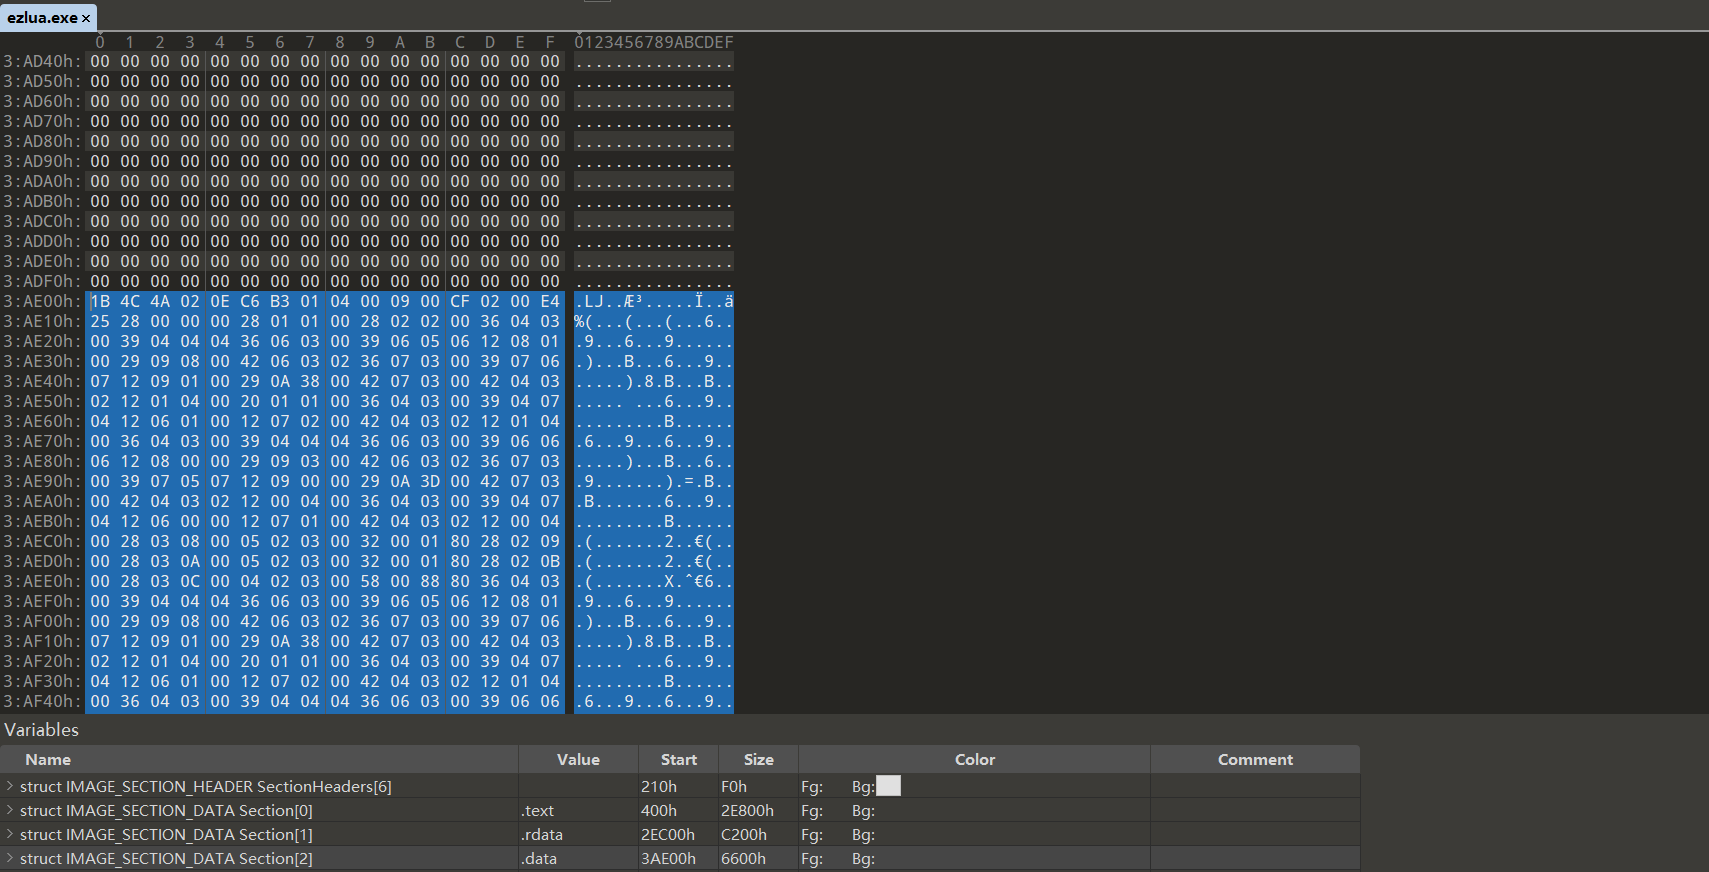 ezlua.exe ×
0 1 2 3 4 5 6 7 8 9 A B C D E F 0123456789ABCDEF
3:AD40h: 00 00 00 00 00 00 00 00 00 00 00 00 00 00 00 00 ................
3:AD50h: 00 00 00 00 00 00 00 00 00 00 00 00 00 00 00 00 ................
3:AD60h: 00 00 00 00 00 00 00 00 00 00 00 00 00 00 00 00 ................
3:AD70h: 00 00 00 00 00 00 00 00 00 00 00 00 00 00 00 00 ................
3:AD80h: 00 00 00 00 00 00 00 00 00 00 00 00 00 00 00 00 ................
3:AD90h: 00 00 00 00 00 00 00 00 00 00 00 00 00 00 00 00 ................
3:ADA0h: 00 00 00 00 00 00 00 00 00 00 00 00 00 00 00 00 ................
3:ADB0h: 00 00 00 00 00 00 00 00 00 00 00 00 00 00 00 00 ................
3:ADC0h: 00 00 00 00 00 00 00 00 00 00 00 00 00 00 00 00 ................
3:ADD0h: 00 00 00 00 00 00 00 00 00 00 00 00 00 00 00 00 ................
3:ADE0h: 00 00 00 00 00 00 00 00 00 00 00 00 00 00 00 00 ................
3:ADF0h: 00 00 00 00 00 00 00 00 00 00 00 00 00 00 00 00 ................
3:AE00h: 1B 4C 4A 02 0E C6 B3 01 04 00 09 00 CF 02 00 E4 .LJ..Æ³.....Ï..ä
3:AE10h: 25 28 00 00 00 28 01 01 00 28 02 02 00 36 04 03 %(...(...(...6..
3:AE20h: 00 39 04 04 04 36 06 03 00 39 06 05 06 12 08 01 .9...6...9......
3:AE30h: 00 29 09 08 00 42 06 03 02 36 07 03 00 39 07 06 .)...B...6...9..
3:AE40h: 07 12 09 01 00 29 0A 38 00 42 07 03 00 42 04 03 .....).8.B...B..
3:AE50h: 02 12 01 04 00 20 01 01 00 36 04 03 00 39 04 07 ..... ...6...9..
3:AE60h: 04 12 06 01 00 12 07 02 00 42 04 03 02 12 01 04 .........B......
3:AE70h: 00 36 04 03 00 39 04 04 04 36 06 03 00 39 06 06 .6...9...6...9..
3:AE80h: 06 12 08 00 00 29 09 03 00 42 06 03 02 36 07 03 .....)...B...6..
3:AE90h: 00 39 07 05 07 12 09 00 00 29 0A 3D 00 42 07 03 .9.......).=.B..
3:AEA0h: 00 42 04 03 02 12 00 04 00 36 04 03 00 39 04 07 .B.......6...9..
3:AEB0h: 04 12 06 00 00 12 07 01 00 42 04 03 02 12 00 04 .........B......
3:AEC0h: 00 28 03 08 00 05 02 03 00 32 00 01 80 28 02 09 .(.......2..€(..
3:AED0h: 00 28 03 0A 00 05 02 03 00 32 00 01 80 28 02 0B .(.......2..€(..
3:AEE0h: 00 28 03 0C 00 04 02 03 00 58 00 88 80 36 04 03 .(.......X.ˆ€6..
3:AEF0h: 00 39 04 04 04 36 06 03 00 39 06 05 06 12 08 01 .9...6...9......
3:AF00h: 00 29 09 08 00 42 06 03 02 36 07 03 00 39 07 06 .)...B...6...9..
3:AF10h: 07 12 09 01 00 29 0A 38 00 42 07 03 00 42 04 03 .....).8.B...B..
3:AF20h: 02 12 01 04 00 20 01 01 00 36 04 03 00 39 04 07 ..... ...6...9..
3:AF30h: 04 12 06 01 00 12 07 02 00 42 04 03 02 12 01 04 .........B......
3:AF40h: 00 36 04 03 00 39 04 04 04 36 06 03 00 39 06 06 .6...9...6...9..
Variables
Name Value Start Size Color Comment
> struct IMAGE_SECTION_HEADER SectionHeaders[6] 210h F0h Fg: Bg:
> struct IMAGE_SECTION_DATA Section[0] .text 400h 2E800h Fg: Bg:
> struct IMAGE_SECTION_DATA Section[1] .rdata 2EC00h C200h Fg: Bg:
> struct IMAGE_SECTION_DATA Section[2] .data 3AE00h 6600h Fg: Bg: